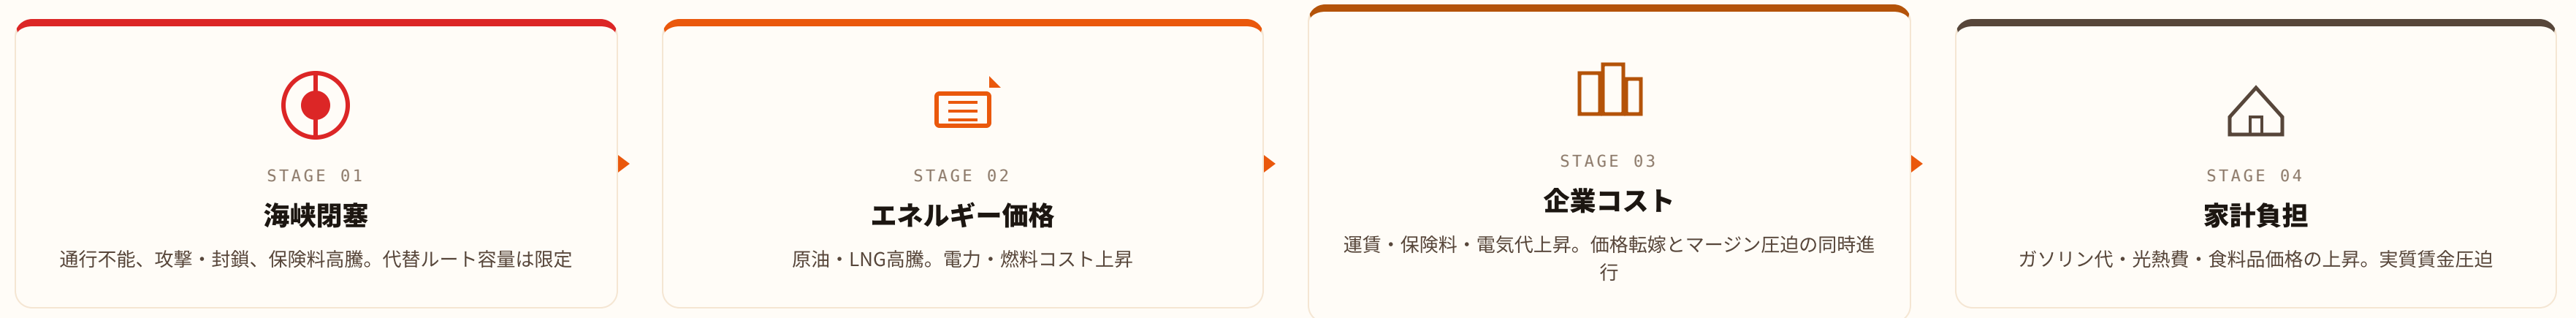 STAGE 01
海峡閉塞
通行不能、攻撃・封鎖、保険料高騰。代替ルート容量は限定
STAGE 02
エネルギー価格
原油・LNG高騰。電力・燃料コスト上昇
STAGE 03
企業コスト
運賃・保険料・電気代上昇。価格転嫁とマージン圧迫の同時進
行
STAGE 04
家計負担
ガソリン代・光熱費・食料品価格の上昇。実質賃金圧迫